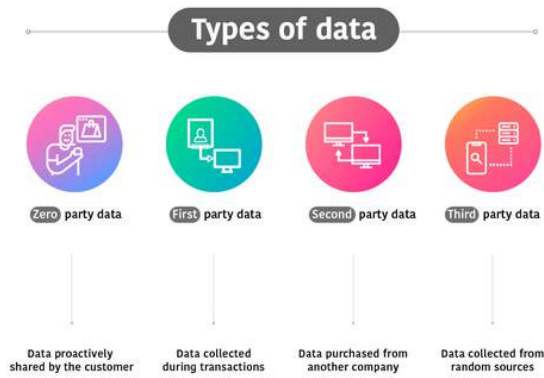 Types of data
Zero party data
First party data
Second party data
Third party data
Data proactively
shared by the customer
Data collected
during transactions
Data purchased from
another company
Data collected from
random sources